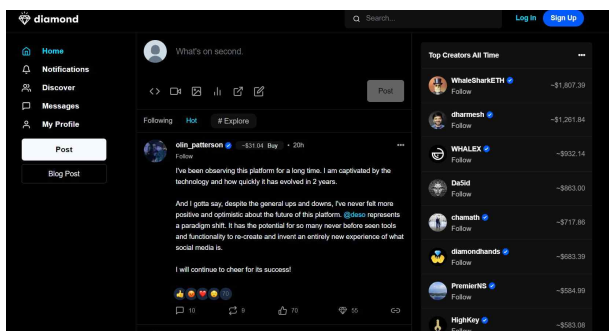 diamond
Search...
Log In
Sign Up
Home
Notifications
Discover
Messages
My Profile
Post
Blog Post
What's on second.
Post
Following Hot # Explore
olin_patterson ~$31.04 Buy • 20h
Follow
I've been observing this platform for a long time. I am captivated by the
technology and how quickly it has evolved in 2 years.
And I gotta say, despite the general ups and downs, I've never felt more
positive and optimistic about the future of this platform. @deso represents
a paradigm shift. It has the potential for so many never before seen tools
and functionality to re-create and invent an entirely new experience of what
social media is.
I will continue to cheer for its success!
70
10 9 70 55
Top Creators All Time
WhaleSharkETH
Follow
~$1,807.39
dharmesh
Follow
~$1,261.84
WHALEX
Follow
~$932.14
Da5id
Follow
~$863.00
chamath
Follow
~$717.86
diamondhands
Follow
~$683.39
PremierNS
Follow
~$584.99
HighKey
Follow
~$583.08